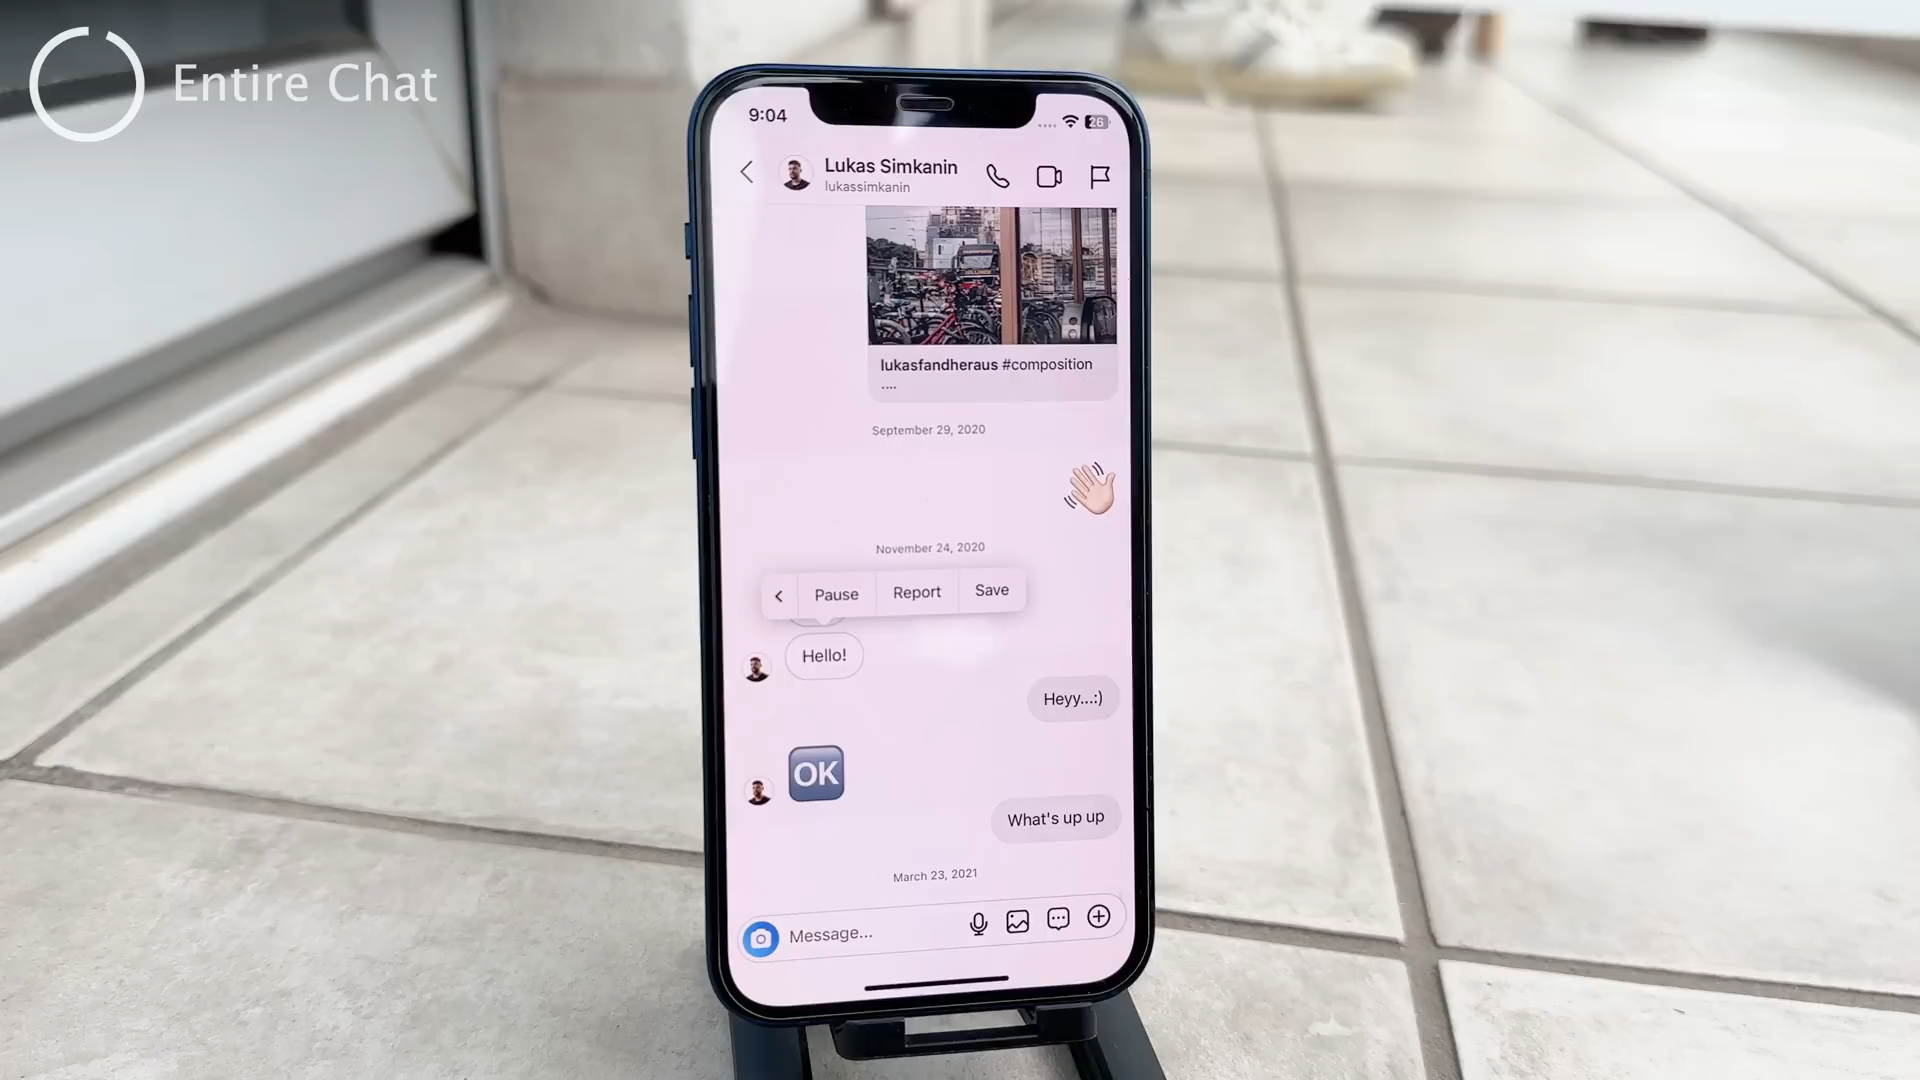 Entire Chat
9:04
26
Lukas Simkanin
lukassimkanin
lukasfandheraus #composition
....
September 29, 2020
November 24, 2020
Pause Report Save
Hello!
Heyy...:)
OK
What's up up
March 23, 2021
Message...